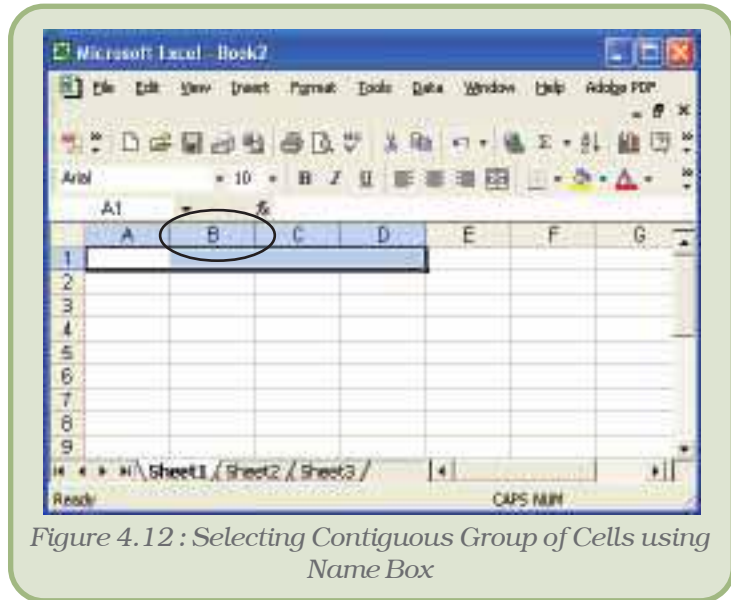 Microsoft Excel - Book2
File Edit View Insert Format Tools Data Window Help Adobe PDF
Arial 10 B I U
A1 fx
A B C D E F G
1
2
3
4
5
6
7
8
9
Sheet1 / Sheet2 / Sheet3 /
Ready CAPS NUM
Figure 4.12 : Selecting Contiguous Group of Cells using
Name Box